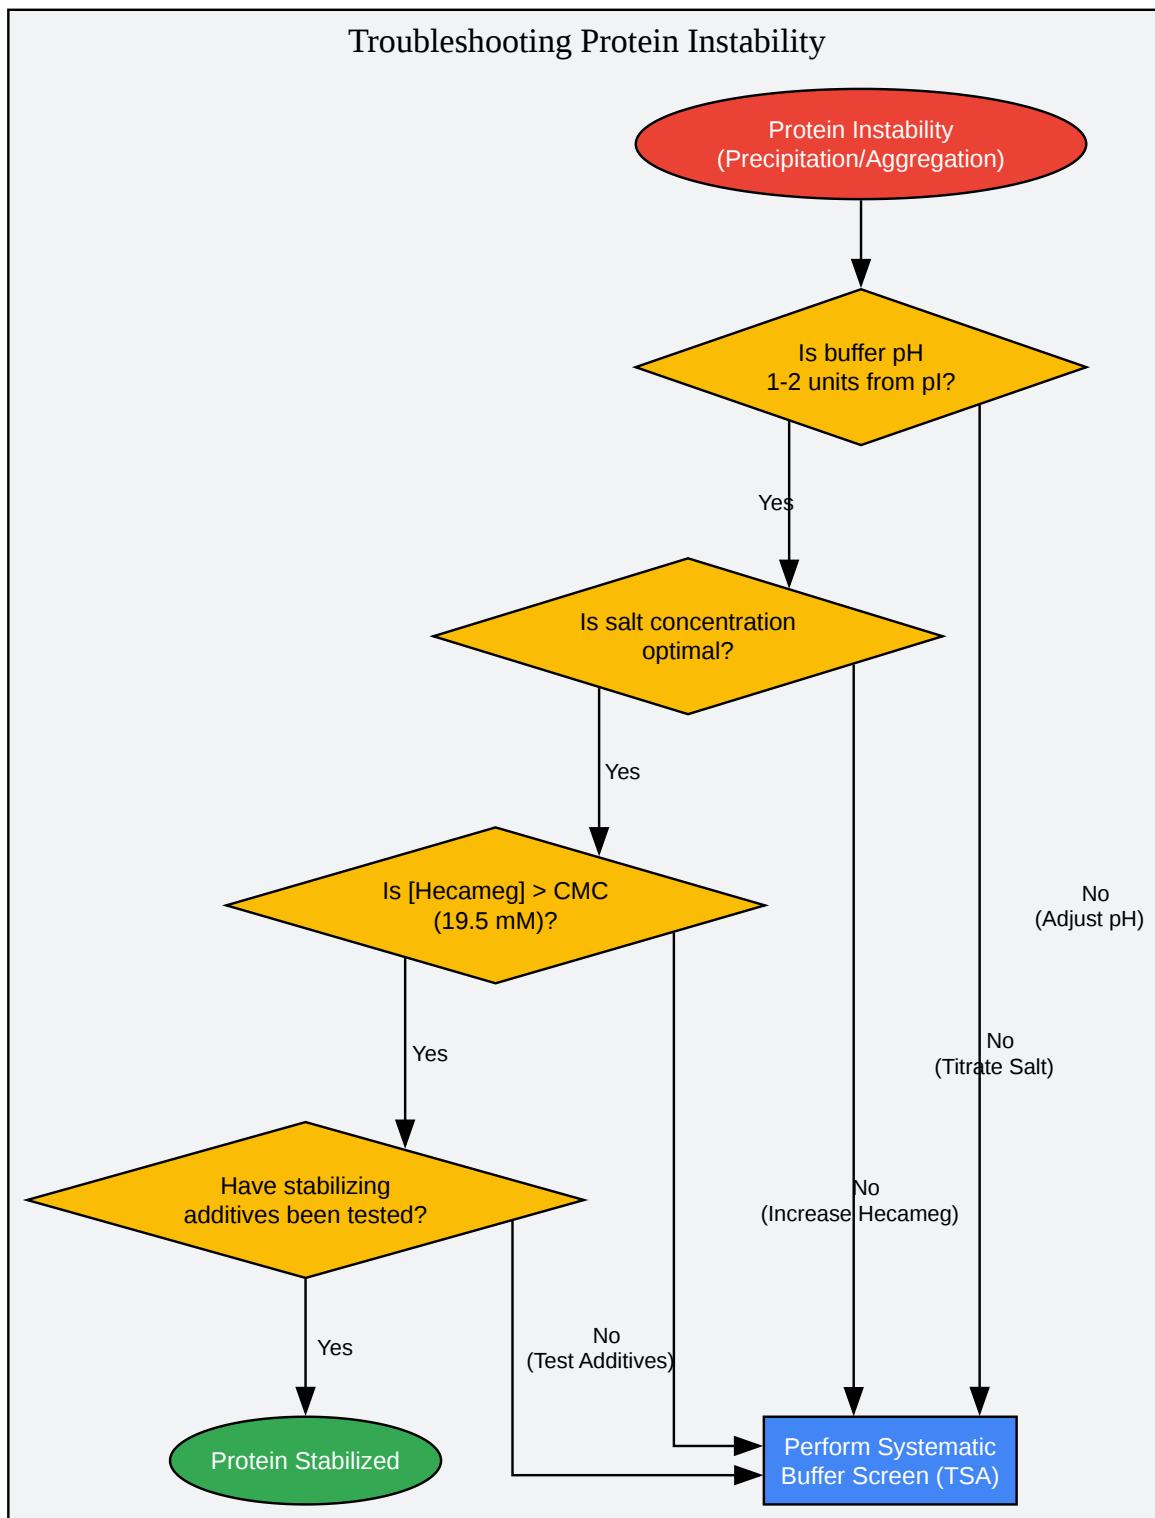 Troubleshooting Protein Instability
Protein Instability
(Precipitation/Aggregation)
Is buffer pH
1-2 units from pI?
Yes
Is salt concentration
optimal?
Yes
Is [Hecameg] > CMC
(19.5 mM)?
No
(Adjust pH)
No
(Titrate Salt)
Yes
Have stabilizing
additives been tested?
No
(Increase Hecameg)
No
(Test Additives)
Yes
Protein Stabilized
Perform Systematic
Buffer Screen (TSA)